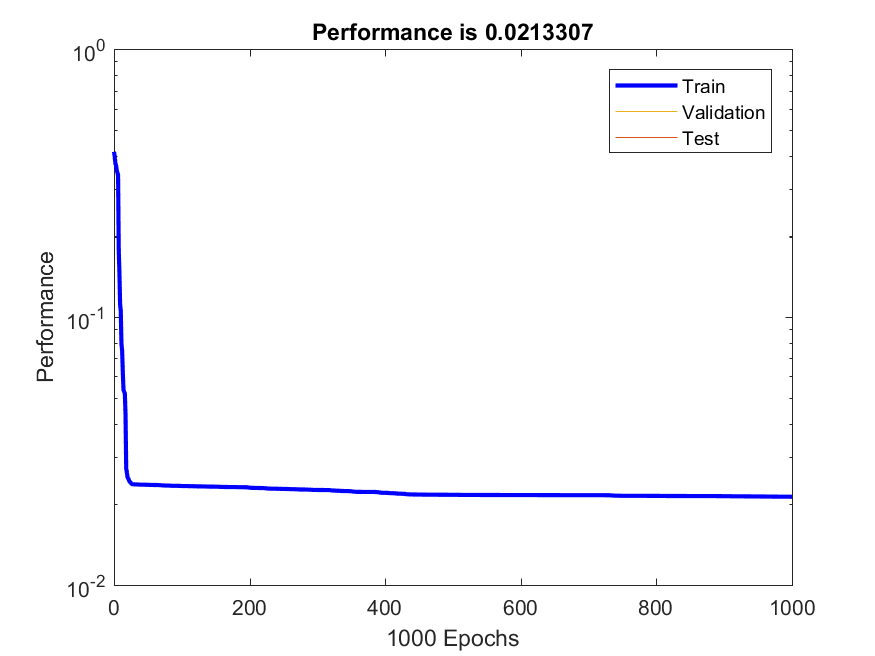 Performance is 0.0213307
10^0
Train
Validation
Test
Performance
10^-1
10^-2
0 200 400 600 800 1000
1000 Epochs